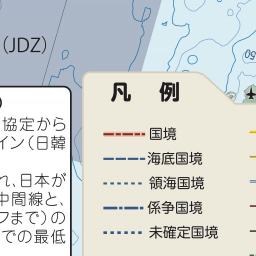 (JDZ)
)
協定から
イン（日韓
れ、日本が
中間線と、
フまで）の
での最低
凡 例
国境
海底国境
領海国境
係争国境
未確定国境